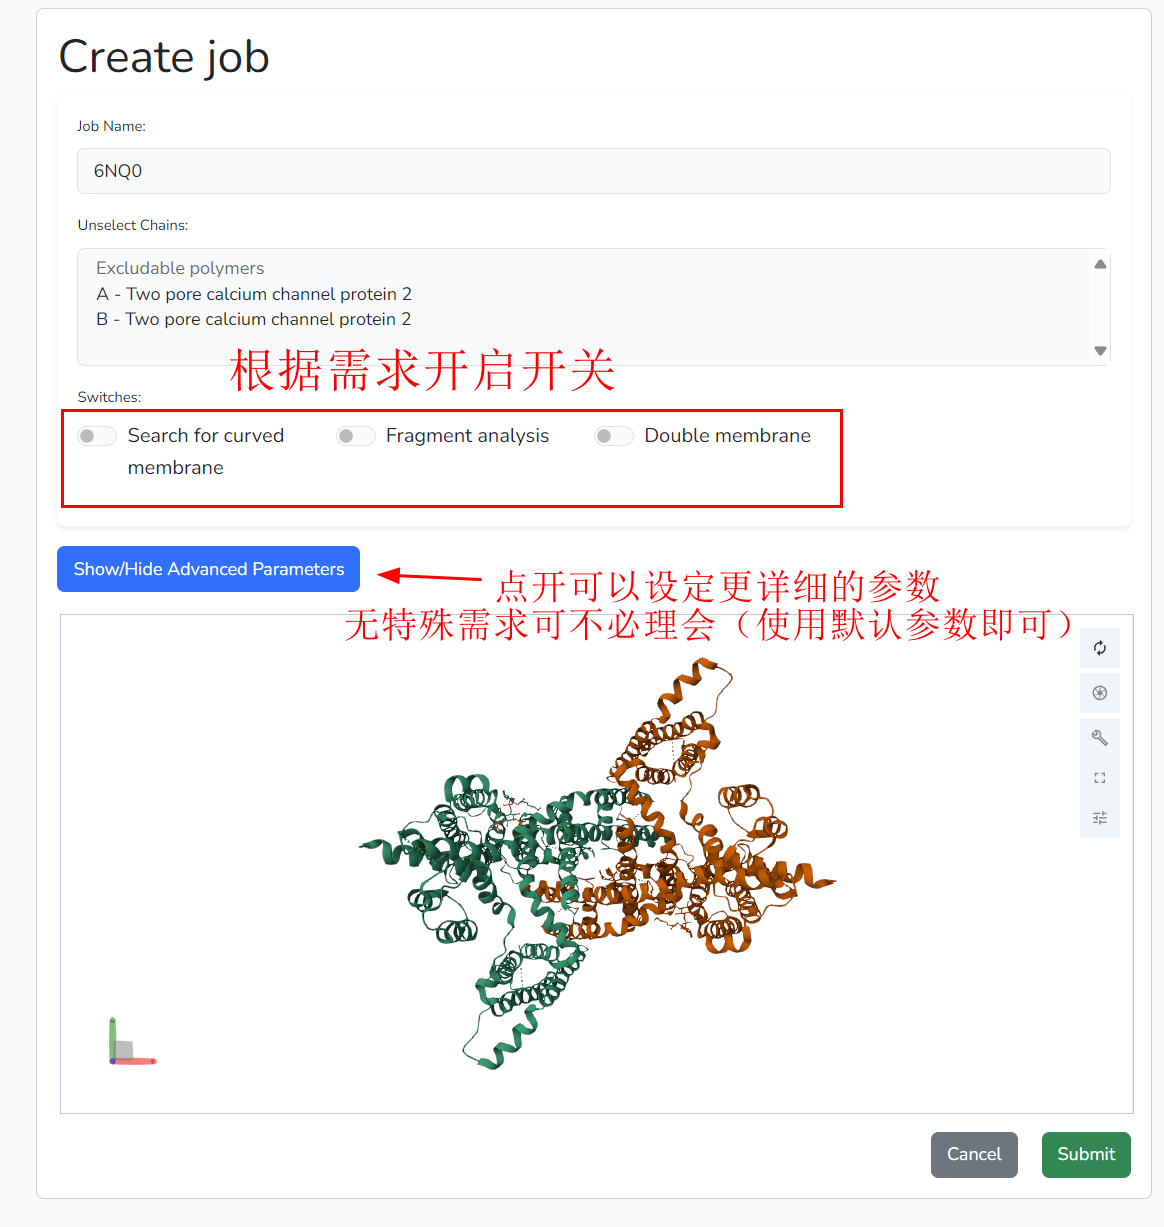 Create job
Job Name:
6NQ0
Unselect Chains:
Excludable polymers
A - Two pore calcium channel protein 2
B - Two pore calcium channel protein 2
根据需求开启开关
Switches:
Search for curved
membrane
Fragment analysis
Double membrane
Show/Hide Advanced Parameters
点开可以设定更详细的参数
无特殊需求可不必理会（使用默认参数即可）
Cancel
Submit